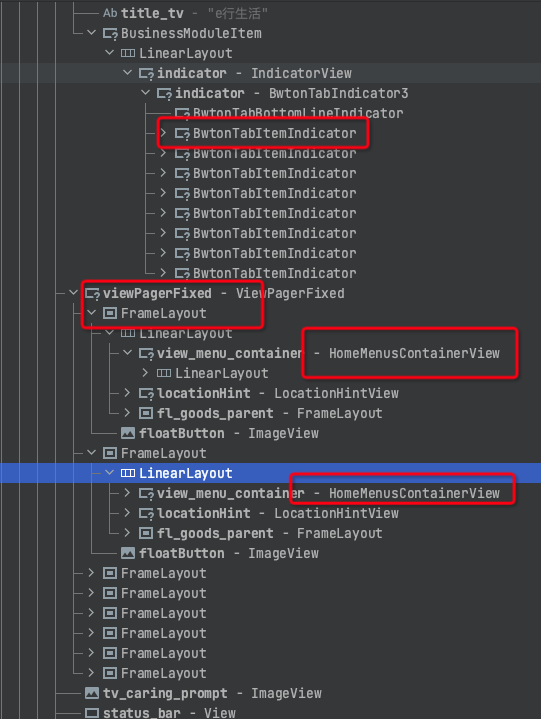 Ab title_tv - "e行生活"
BusinessModuleItem
LinearLayout
indicator - IndicatorView
indicator - BwtonTabIndicator3
BwtonTabBottomLineIndicator
BwtonTabItemIndicator
BwtonTabItemIndicator
BwtonTabItemIndicator
BwtonTabItemIndicator
BwtonTabItemIndicator
BwtonTabItemIndicator
BwtonTabItemIndicator
BwtonTabItemIndicator
viewPagerFixed - ViewPagerFixed
FrameLayout
LinearLayout
view_menu_container - HomeMenusContainerView
LinearLayout
locationHint - LocationHintView
fl_goods_parent - FrameLayout
floatButton - ImageView
FrameLayout
LinearLayout
view_menu_container - HomeMenusContainerView
locationHint - LocationHintView
fl_goods_parent - FrameLayout
floatButton - ImageView
FrameLayout
FrameLayout
FrameLayout
FrameLayout
FrameLayout
FrameLayout
tv_caring_prompt - ImageView
status_bar - View